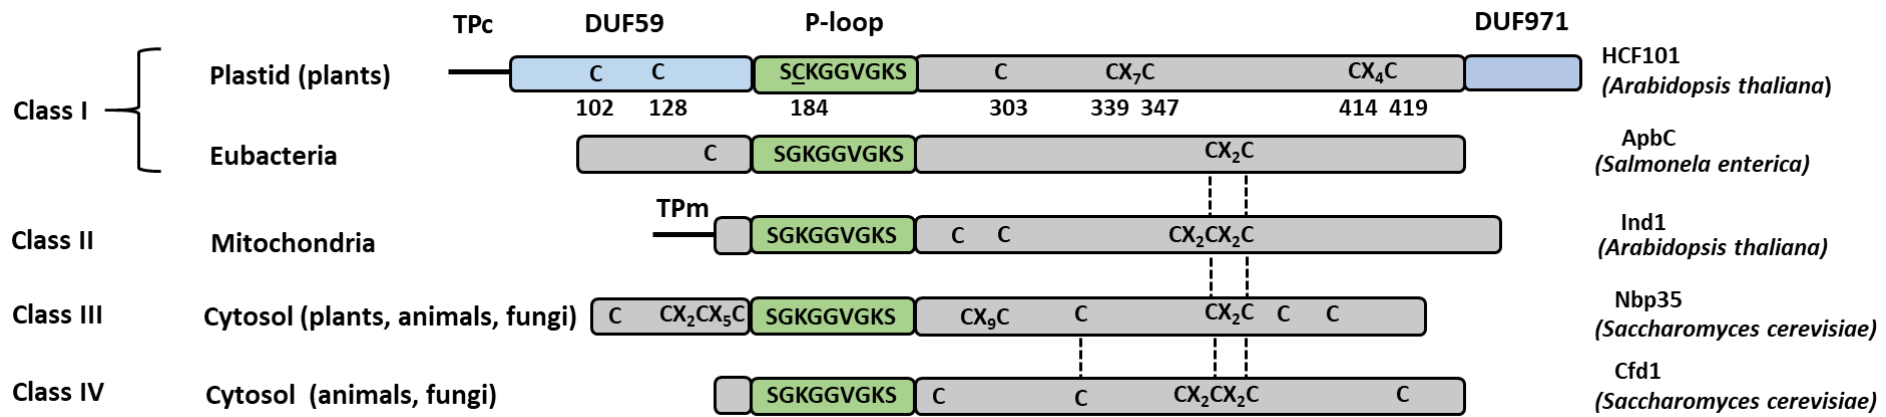 TPc DUF59 P-loop DUF971
Class I
Plastid (plants) C C SCKGGVGKS C CX₇C CX₄C HCF101
(Arabidopsis thaliana)
102 128 184 303 339 347 414 419
Eubacteria C SGKGGVGKS CX₂C ApbC
(Salmonela enterica)
TPm
Class II Mitochondria SGKGGVGKS C C CX₂CX₂C Ind1
(Arabidopsis thaliana)
Class III Cytosol (plants, animals, fungi) C CX₂CX₅C SGKGGVGKS CX₉C C CX₂C C C Nbp35
(Saccharomyces cerevisiae)
Class IV Cytosol (animals, fungi) SGKGGVGKS C C CX₂CX₂C C Cfd1
(Saccharomyces cerevisiae)